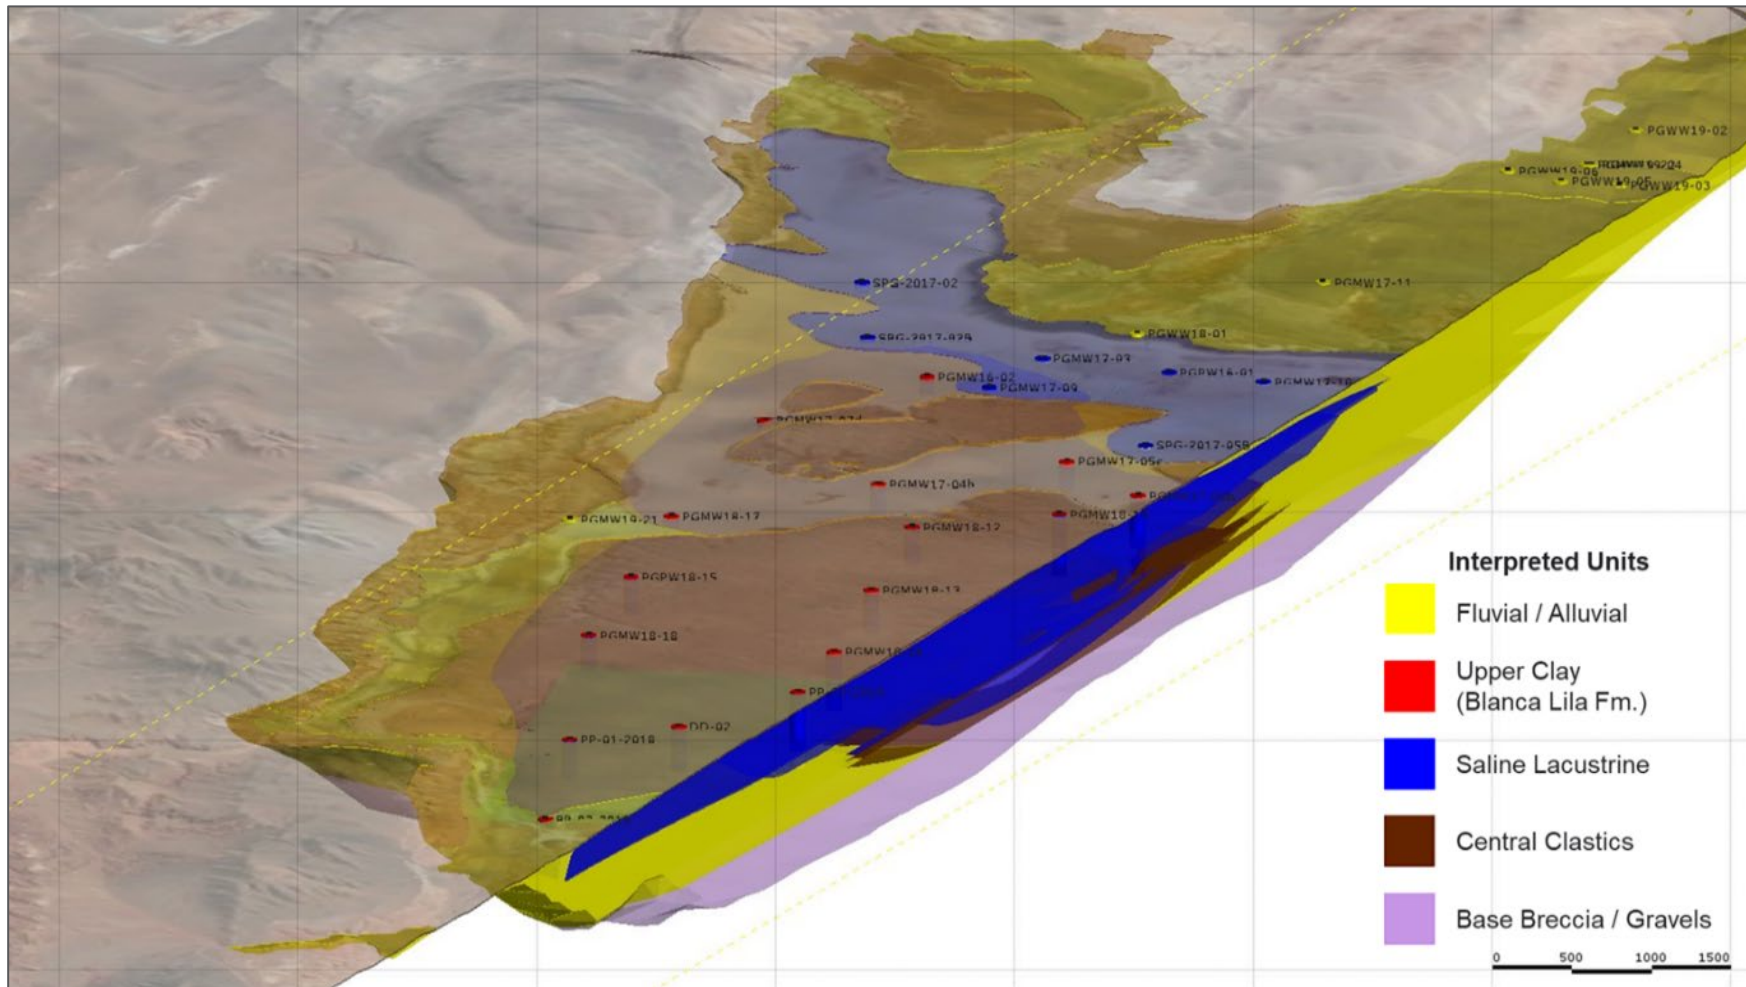 PGWW19-02
PGWW19-06
PGWW19-05
PGWW19-03
PGMW17-11
SPG-2017-02
PGWW18-01
PGMW17-03
PGPW16-01
PGMW16-02
PGMW17-09
SPG-2017-05B
PGMW17-04b
PGMW19-21
PGMW18-17
PGMW18-12
PGPW18-15
PGMW18-13
PGMW18-18
DD-02
PP-01-2018
Interpreted Units
Fluvial / Alluvial
Upper Clay
(Blanca Lila Fm.)
Saline Lacustrine
Central Clastics
Base Breccia / Gravels
0 500 1000 1500